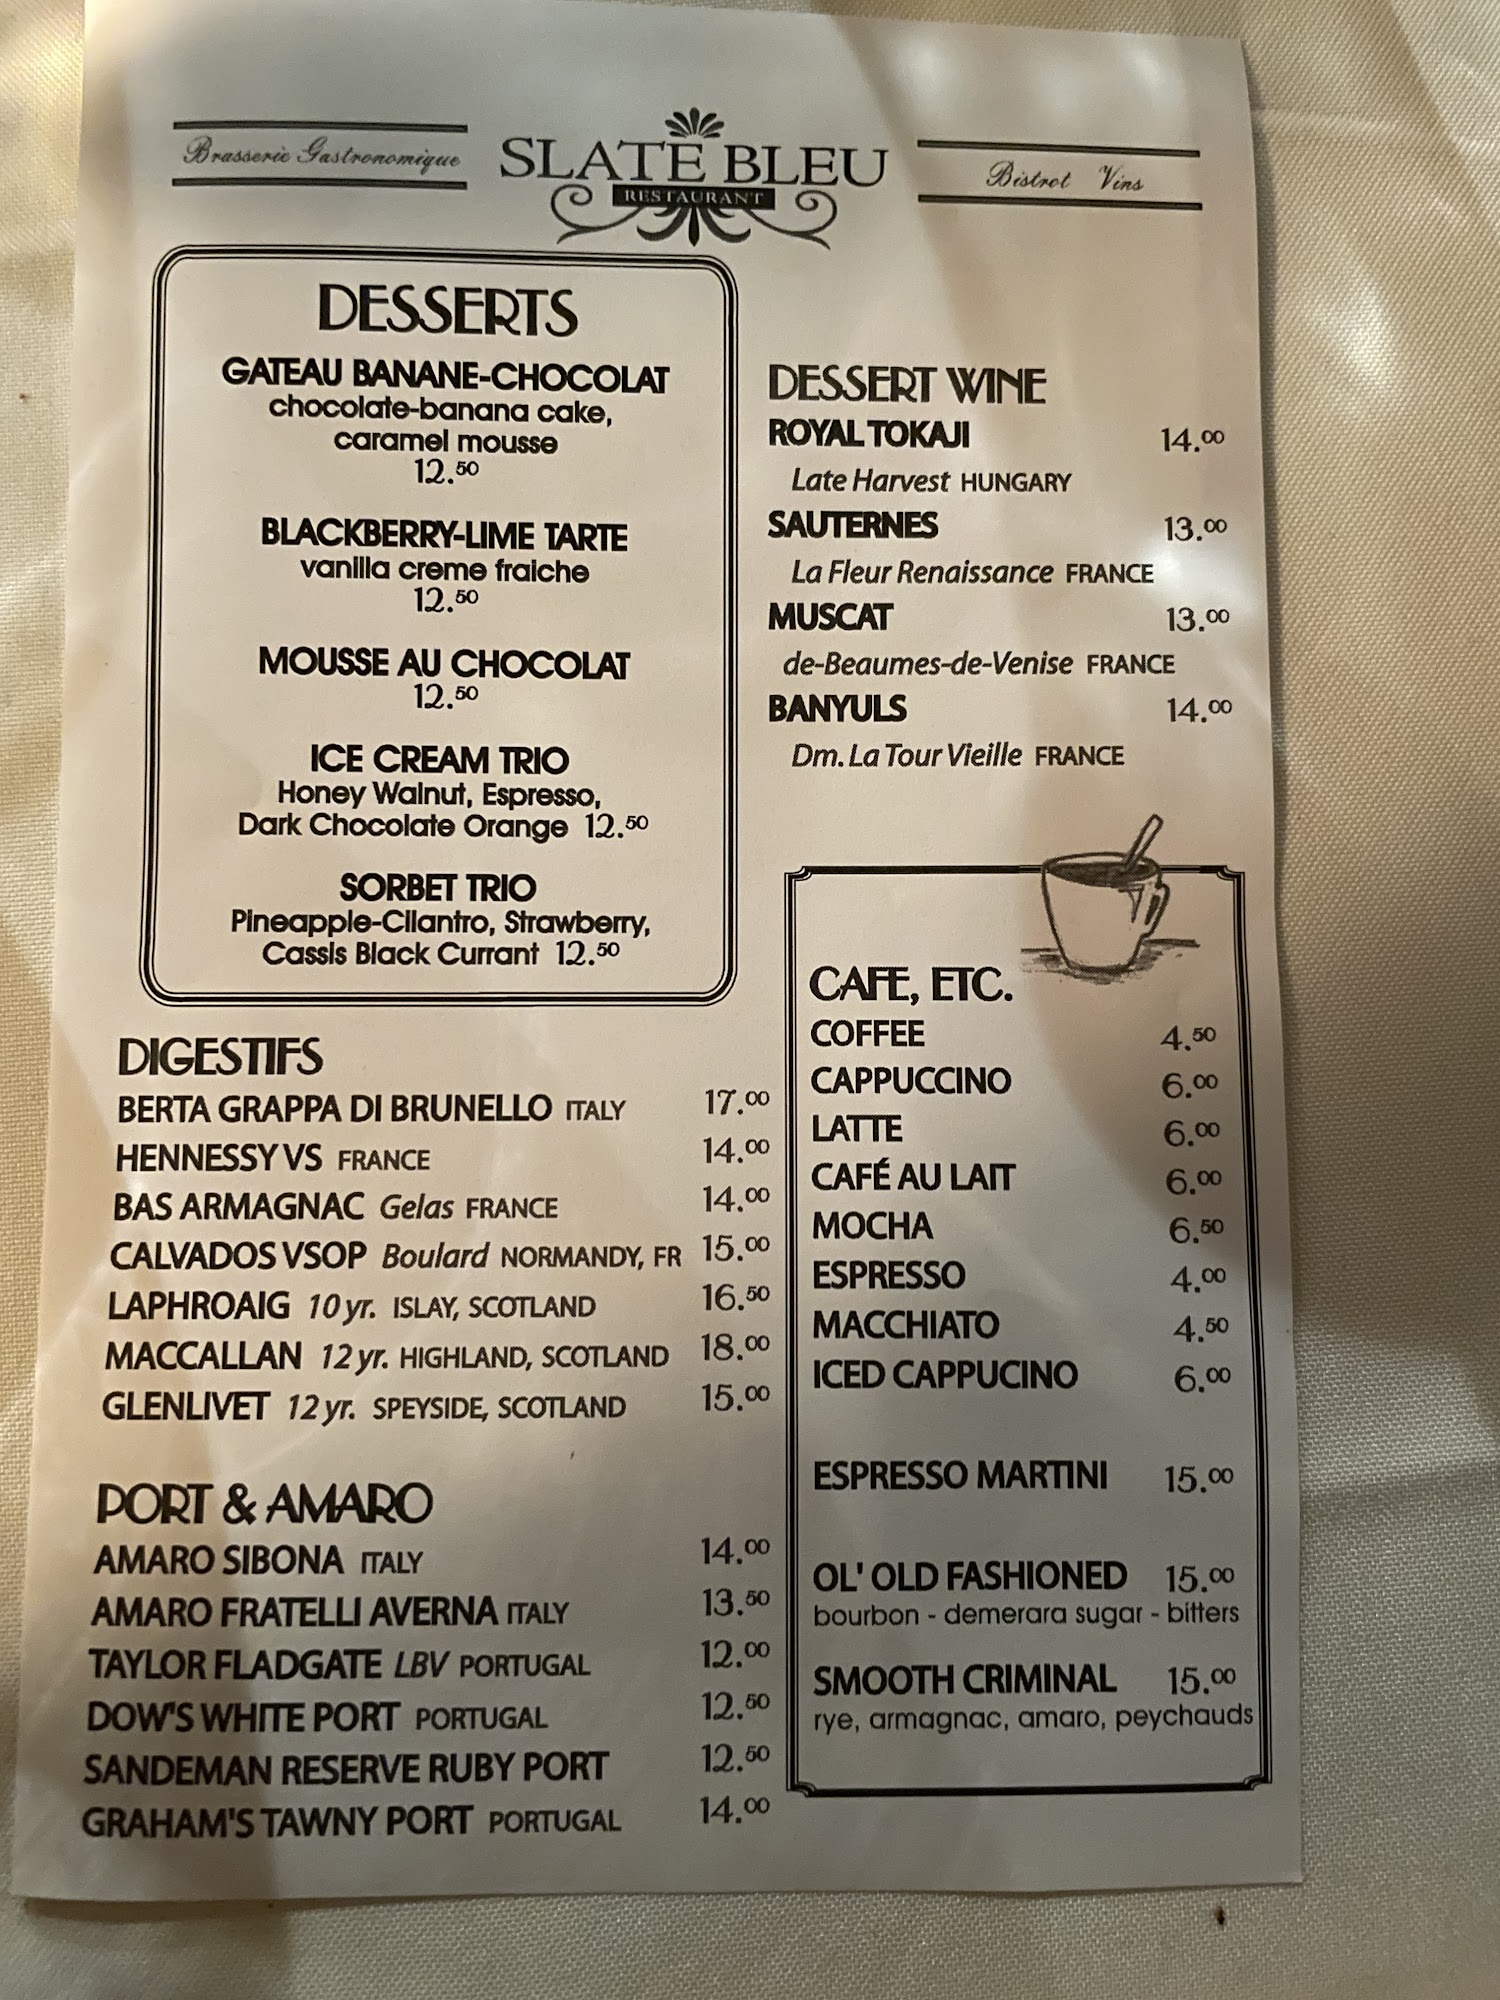 Brasserie Gastronomique
SLATE BLEU
RESTAURANT
Bistrot Vins
DESSERTS
GATEAU BANANE-CHOCOLAT
chocolate-banana cake,
caramel mousse
12.50
BLACKBERRY-LIME TARTE
vanilla creme fraiche
12.50
MOUSSE AU CHOCOLAT
12.50
ICE CREAM TRIO
Honey Walnut, Espresso,
Dark Chocolate Orange 12.50
SORBET TRIO
Pineapple-Cilantro, Strawberry,
Cassis Black Currant 12.50
DESSERT WINE
ROYAL TOKAJI 14.00
Late Harvest HUNGARY
SAUTERNES 13.00
La Fleur Renaissance FRANCE
MUSCAT 13.00
de-Beaumes-de-Venise FRANCE
BANYULS 14.00
Dm. La Tour Vieille FRANCE
DIGESTIFS
BERTA GRAPPA DI BRUNELLO ITALY 17.00
HENNESSY VS FRANCE 14.00
BAS ARMAGNAC Gelas FRANCE 14.00
CALVADOS VSOP Boulard NORMANDY, FR 15.00
LAPHROAIG 10 yr. ISLAY, SCOTLAND 16.50
MACCALLAN 12 yr. HIGHLAND, SCOTLAND 18.00
GLENLIVET 12 yr. SPEYSIDE, SCOTLAND 15.00
PORT & AMARO
AMARO SIBONA ITALY 14.00
AMARO FRATELLI AVERNA ITALY 13.50
TAYLOR FLADGATE LBV PORTUGAL 12.00
DOW'S WHITE PORT PORTUGAL 12.50
SANDEMAN RESERVE RUBY PORT 12.50
GRAHAM'S TAWNY PORT PORTUGAL 14.00
CAFE, ETC.
COFFEE 4.50
CAPPUCCINO 6.00
LATTE 6.00
CAFÉ AU LAIT 6.00
MOCHA 6.50
ESPRESSO 4.00
MACCHIATO 4.50
ICED CAPPUCINO 6.00
ESPRESSO MARTINI 15.00
OL' OLD FASHIONED 15.00
bourbon - demerara sugar - bitters
SMOOTH CRIMINAL 15.00
rye, armagnac, amaro, peychauds